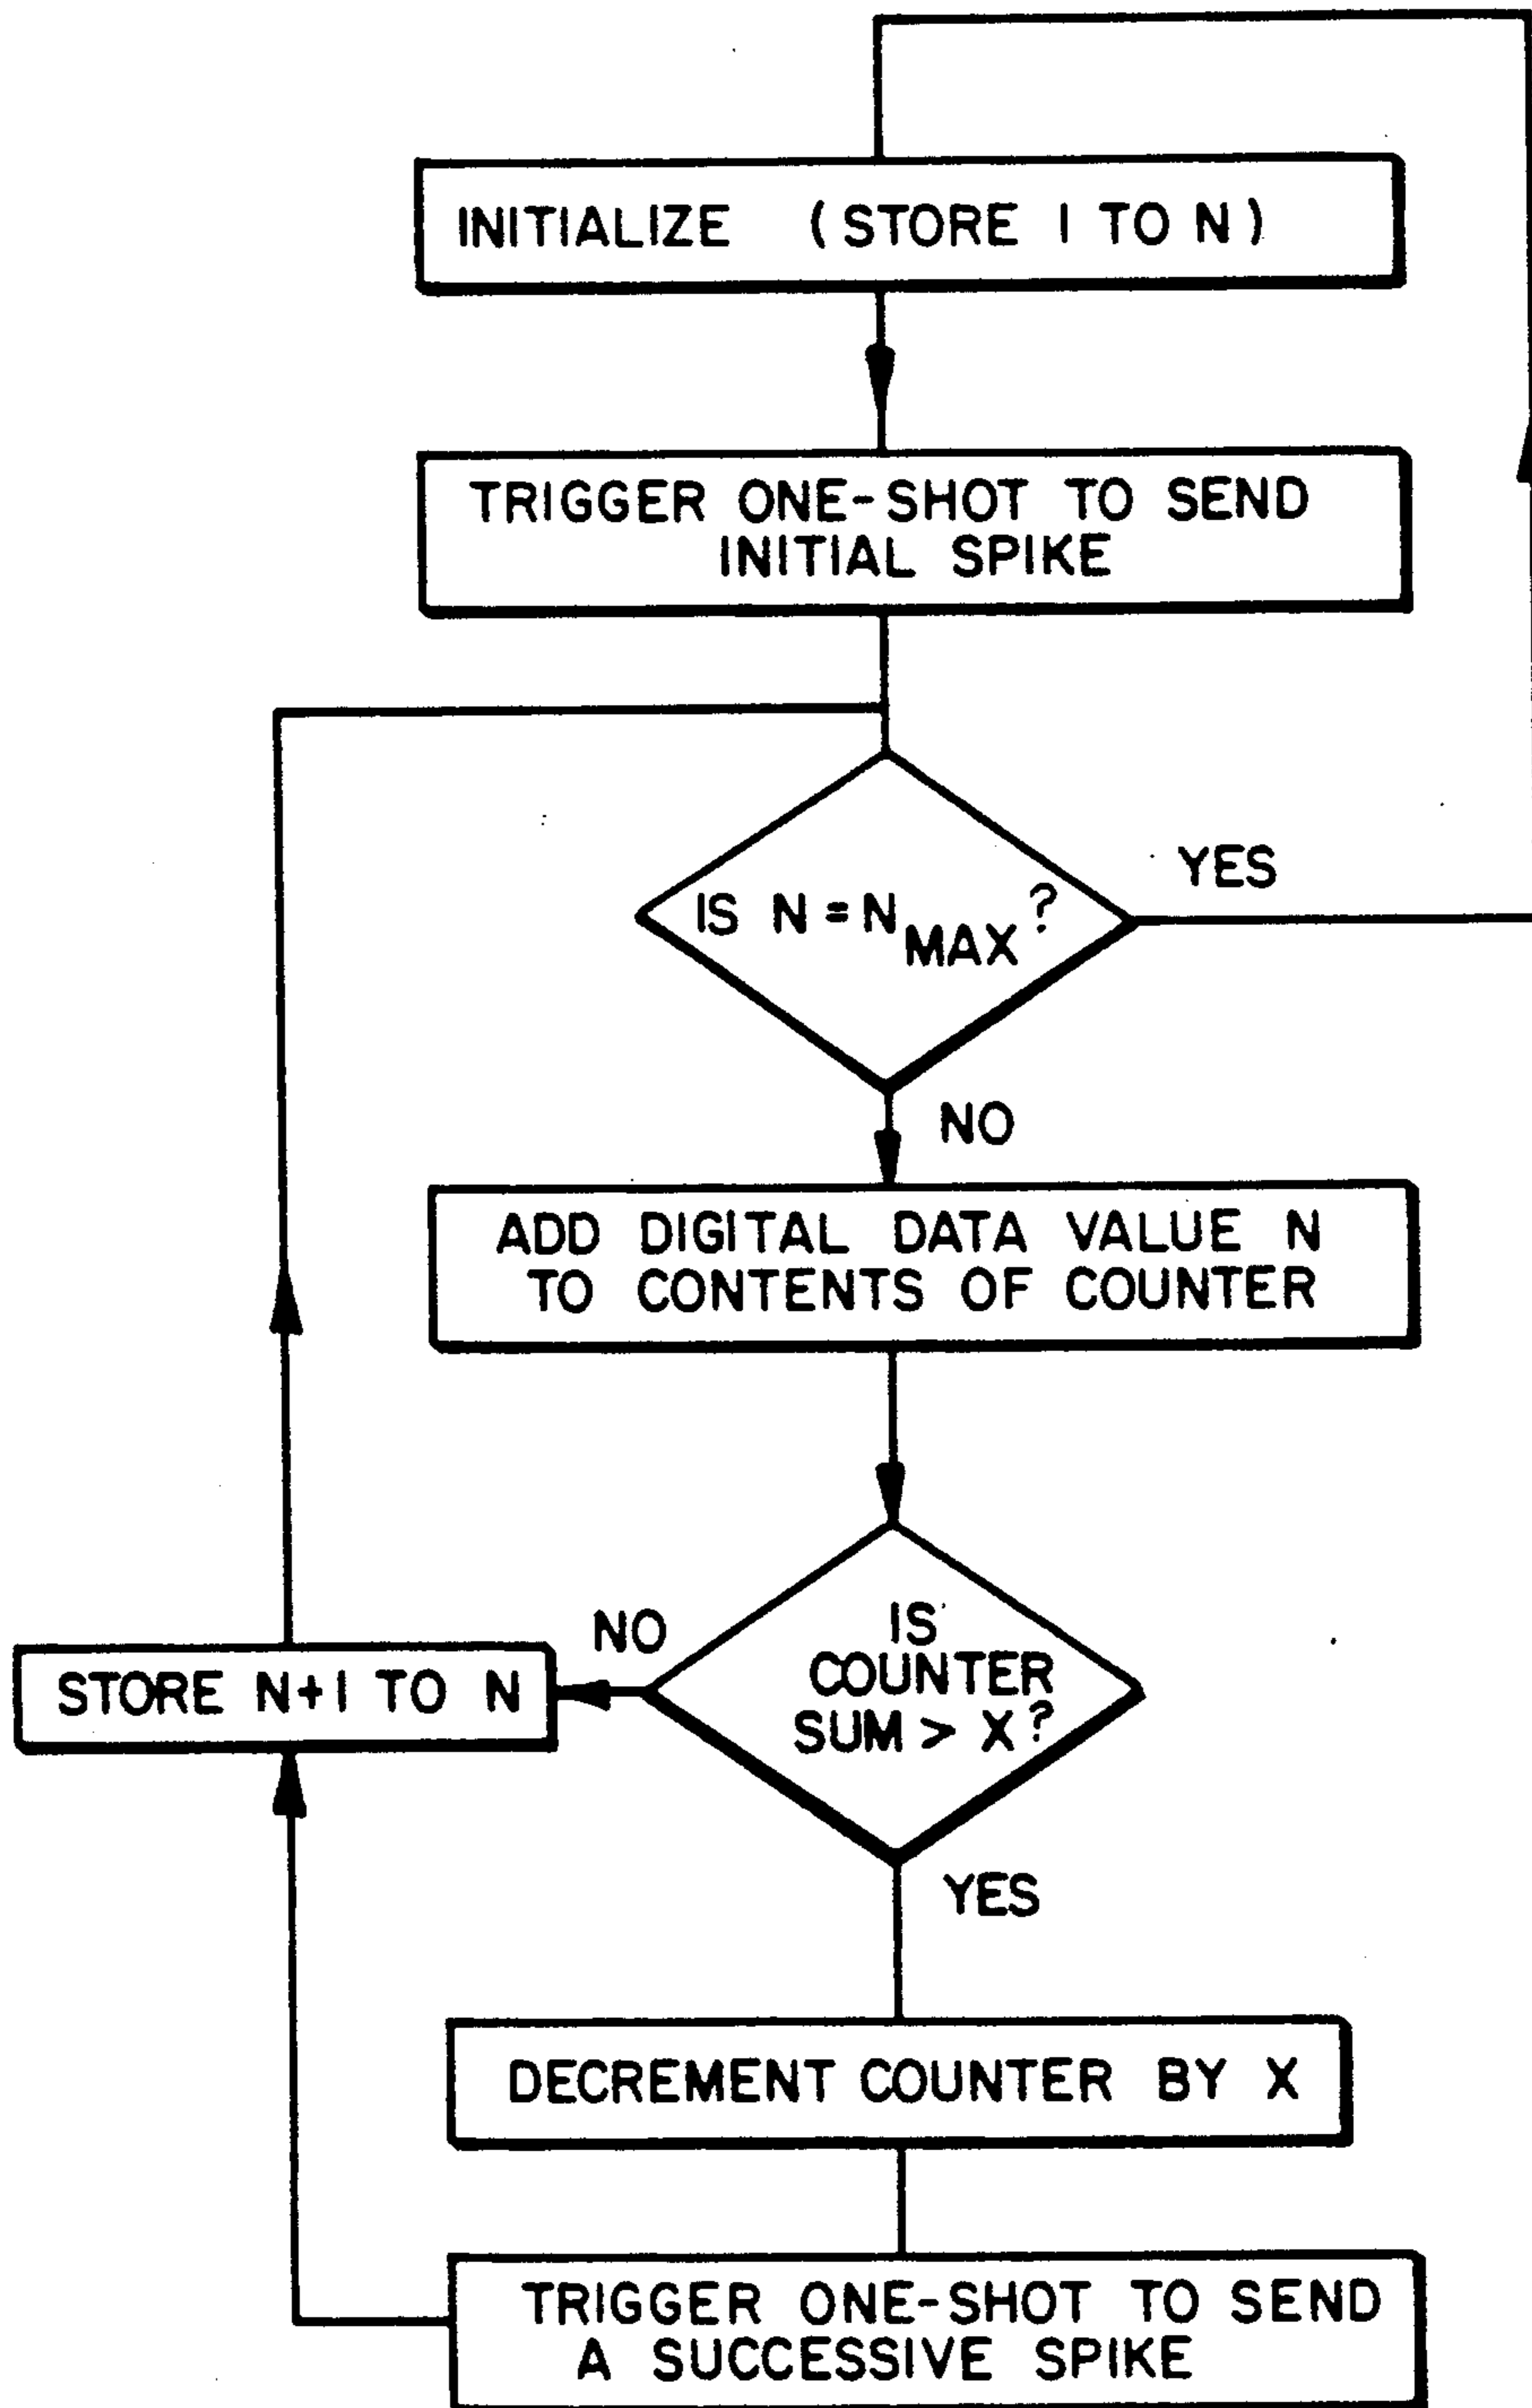 INITIALIZE (STORE 1 TO N)
TRIGGER ONE-SHOT TO SEND
INITIAL SPIKE
IS N = NMAX?
YES
NO
ADD DIGITAL DATA VALUE N
TO CONTENTS OF COUNTER
IS
COUNTER
SUM > X?
NO
STORE N+1 TO N
YES
DECREMENT COUNTER BY X
TRIGGER ONE-SHOT TO SEND
A SUCCESSIVE SPIKE